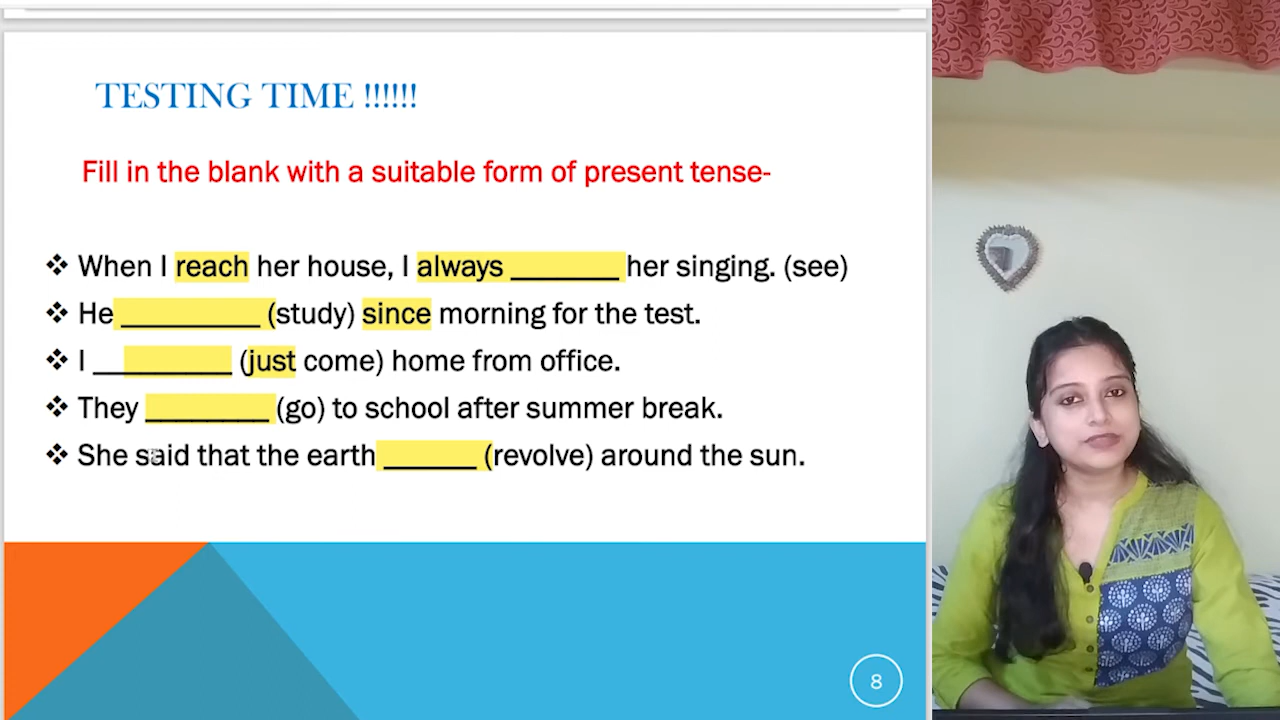 TESTING TIME !!!!!!
Fill in the blank with a suitable form of present tense-
❖ When I reach her house, I always _______ her singing. (see)
❖ He _________ (study) since morning for the test.
❖ I _________ (just come) home from office.
❖ They ________ (go) to school after summer break.
❖ She said that the earth ______ (revolve) around the sun.
8